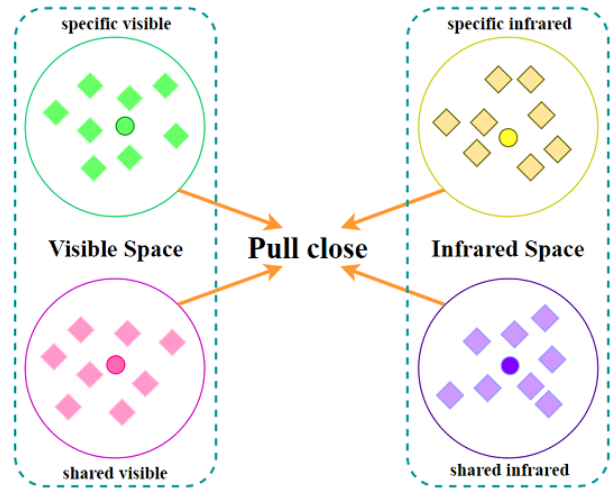 specific visible
specific infrared
Visible Space
Pull close
Infrared Space
shared visible
shared infrared